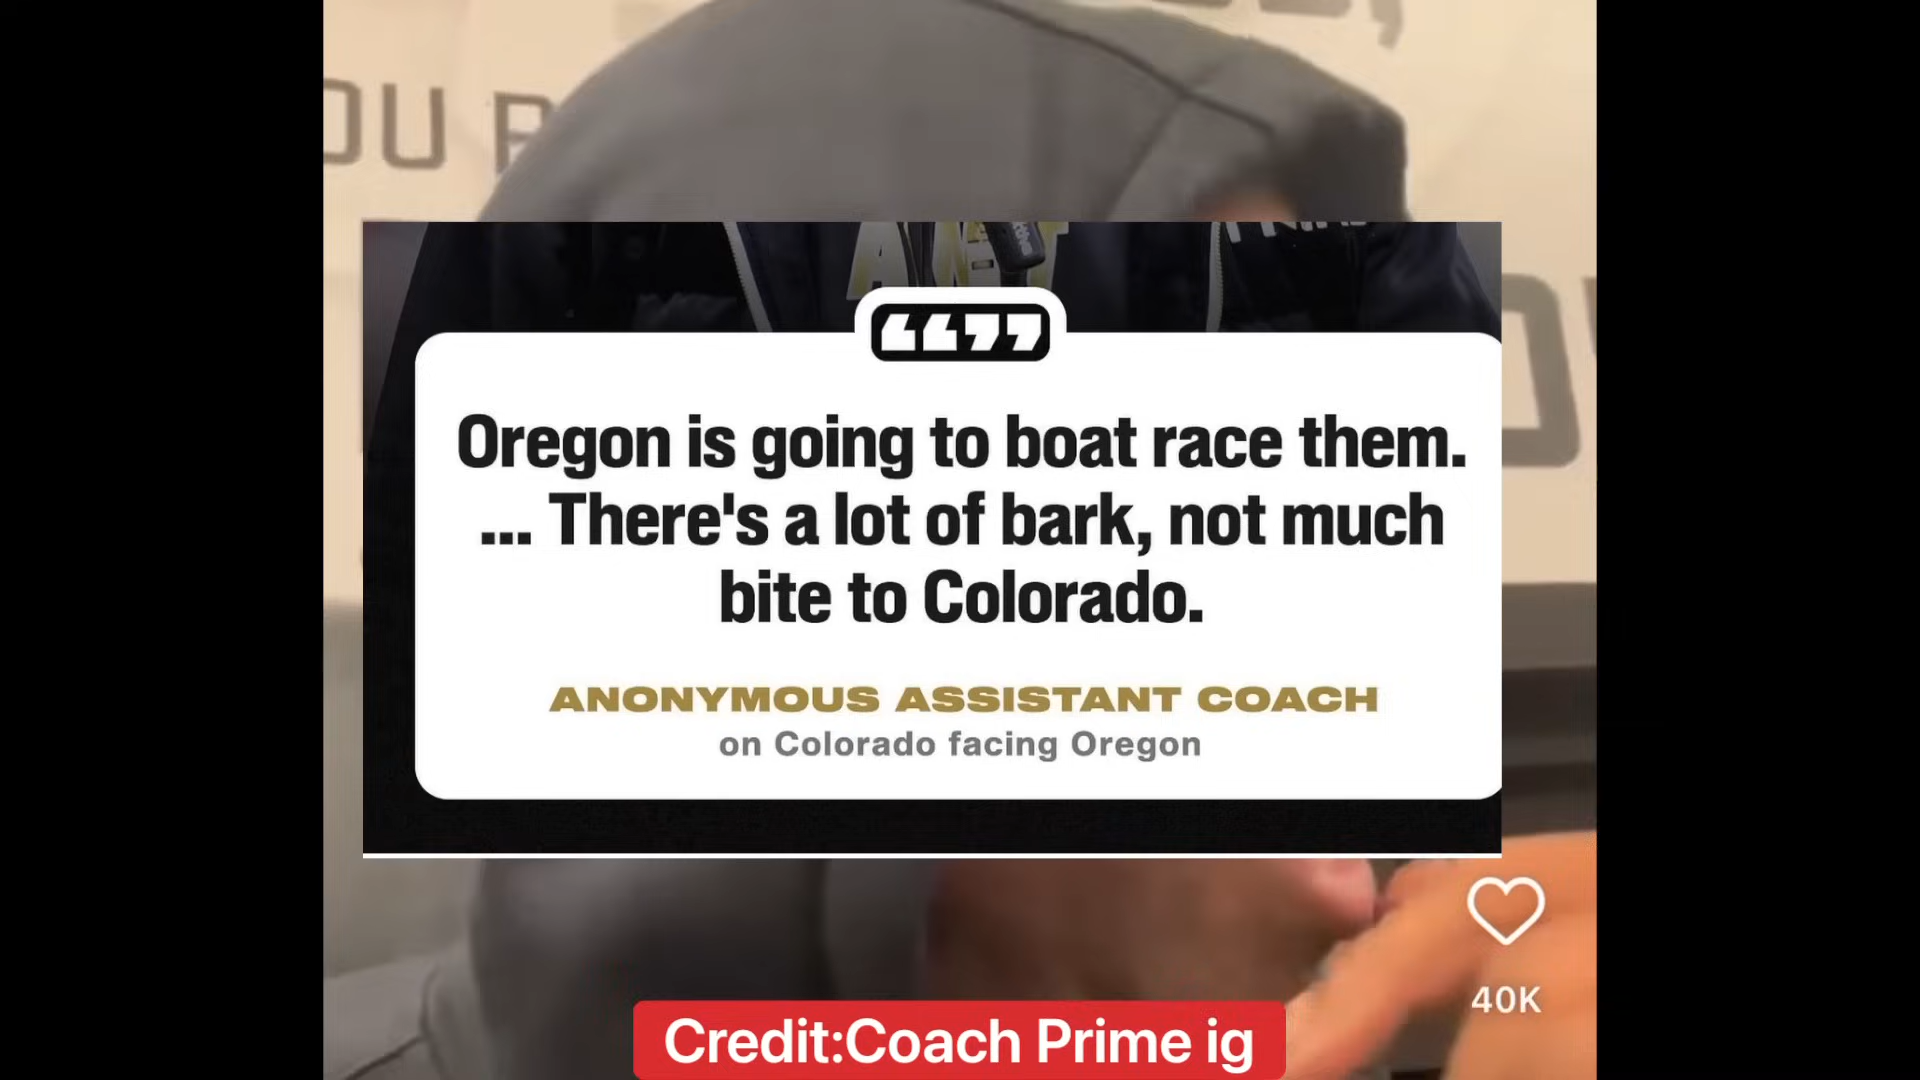 OU
Oregon is going to boat race them.
... There's a lot of bark, not much
bite to Colorado.
ANONYMOUS ASSISTANT COACH
on Colorado facing Oregon
40K
Credit:Coach Prime ig